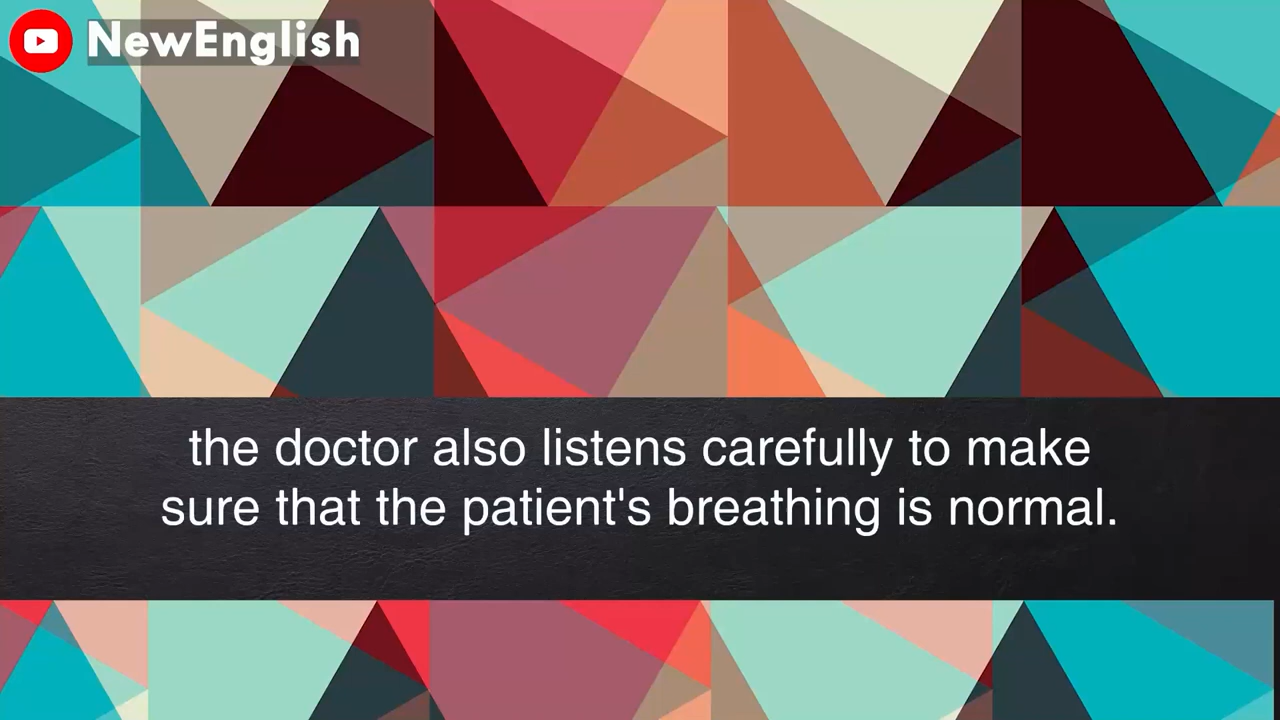 NewEnglish
the doctor also listens carefully to make
sure that the patient's breathing is normal.